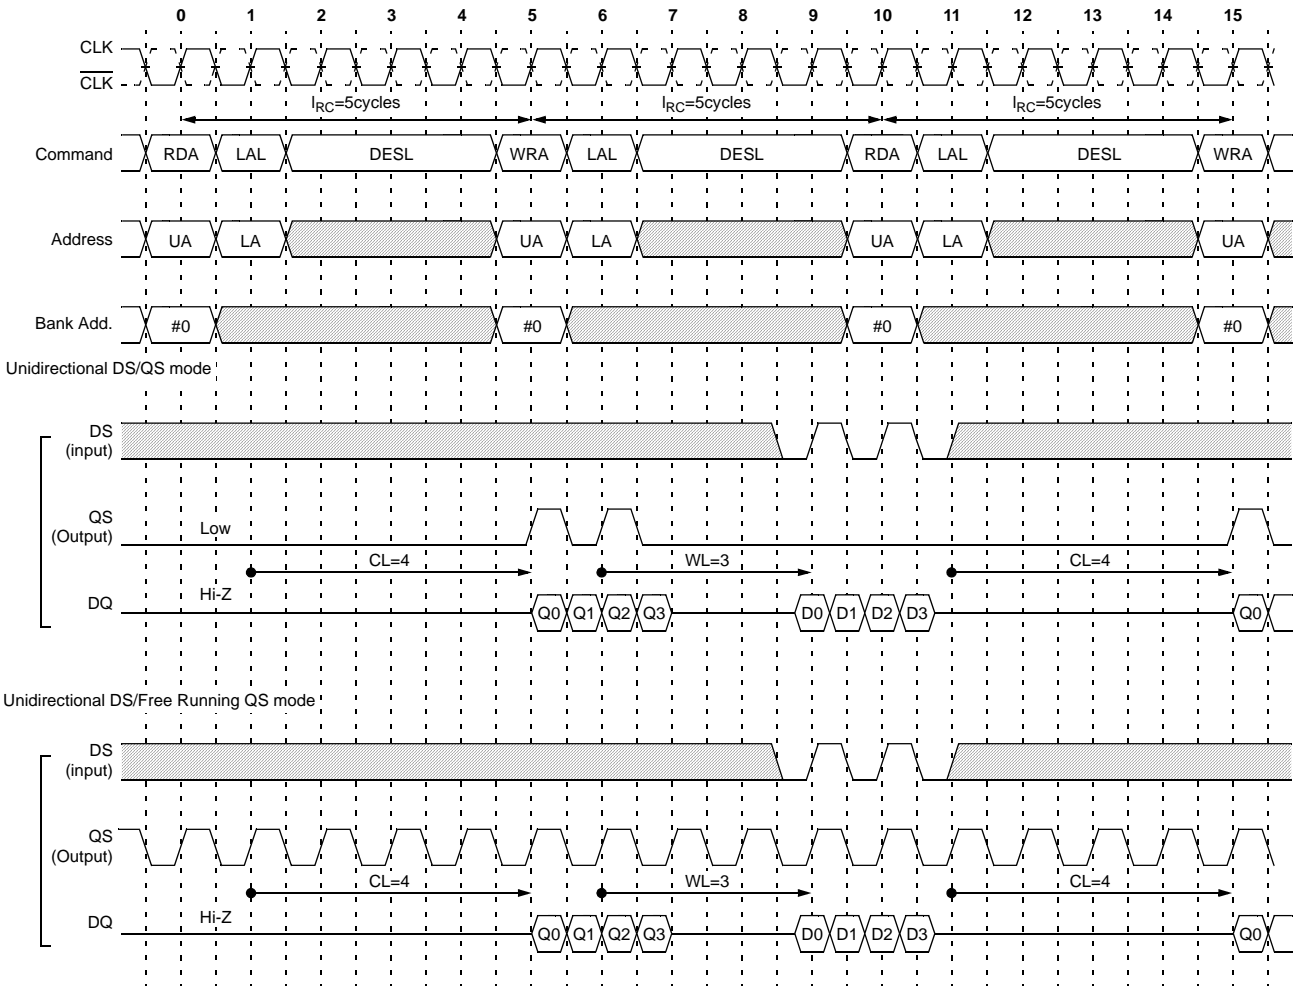 0 1 2 3 4 5 6 7 8 9 10 11 12 13 14 15
CLK
CLK
IRC=5cycles IRC=5cycles IRC=5cycles
Command RDA LAL DESL WRA LAL DESL RDA LAL DESL WRA
Address UA LA UA LA UA LA UA
Bank Add. #0 #0 #0 #0
Unidirectional DS/QS mode
DS
(input)
QS
(Output) Low
CL=4 WL=3 CL=4
Hi-Z
DQ Q0 Q1 Q2 Q3 D0 D1 D2 D3 Q0
Unidirectional DS/Free Running QS mode
DS
(input)
QS
(Output)
CL=4 WL=3 CL=4
Hi-Z
DQ Q0 Q1 Q2 Q3 D0 D1 D2 D3 Q0